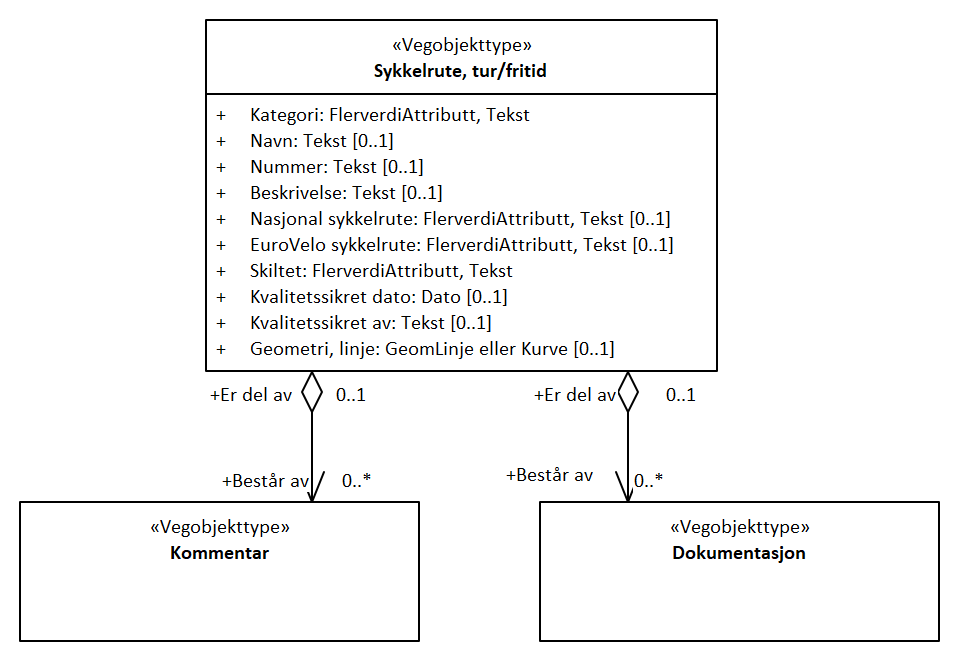 «Vegobjekttype»
Sykkelrute, tur/fritid
+ Kategori: FlerverdiAttributt, Tekst
+ Navn: Tekst [0..1]
+ Nummer: Tekst [0..1]
+ Beskrivelse: Tekst [0..1]
+ Nasjonal sykkelrute: FlerverdiAttributt, Tekst [0..1]
+ EuroVelo sykkelrute: FlerverdiAttributt, Tekst [0..1]
+ Skiltet: FlerverdiAttributt, Tekst
+ Kvalitetssikret dato: Dato [0..1]
+ Kvalitetssikret av: Tekst [0..1]
+ Geometri, linje: GeomLinje eller Kurve [0..1]
+Er del av 0..1
+Er del av 0..1
+Består av 0..*
+Består av 0..*
«Vegobjekttype»
Kommentar
«Vegobjekttype»
Dokumentasjon